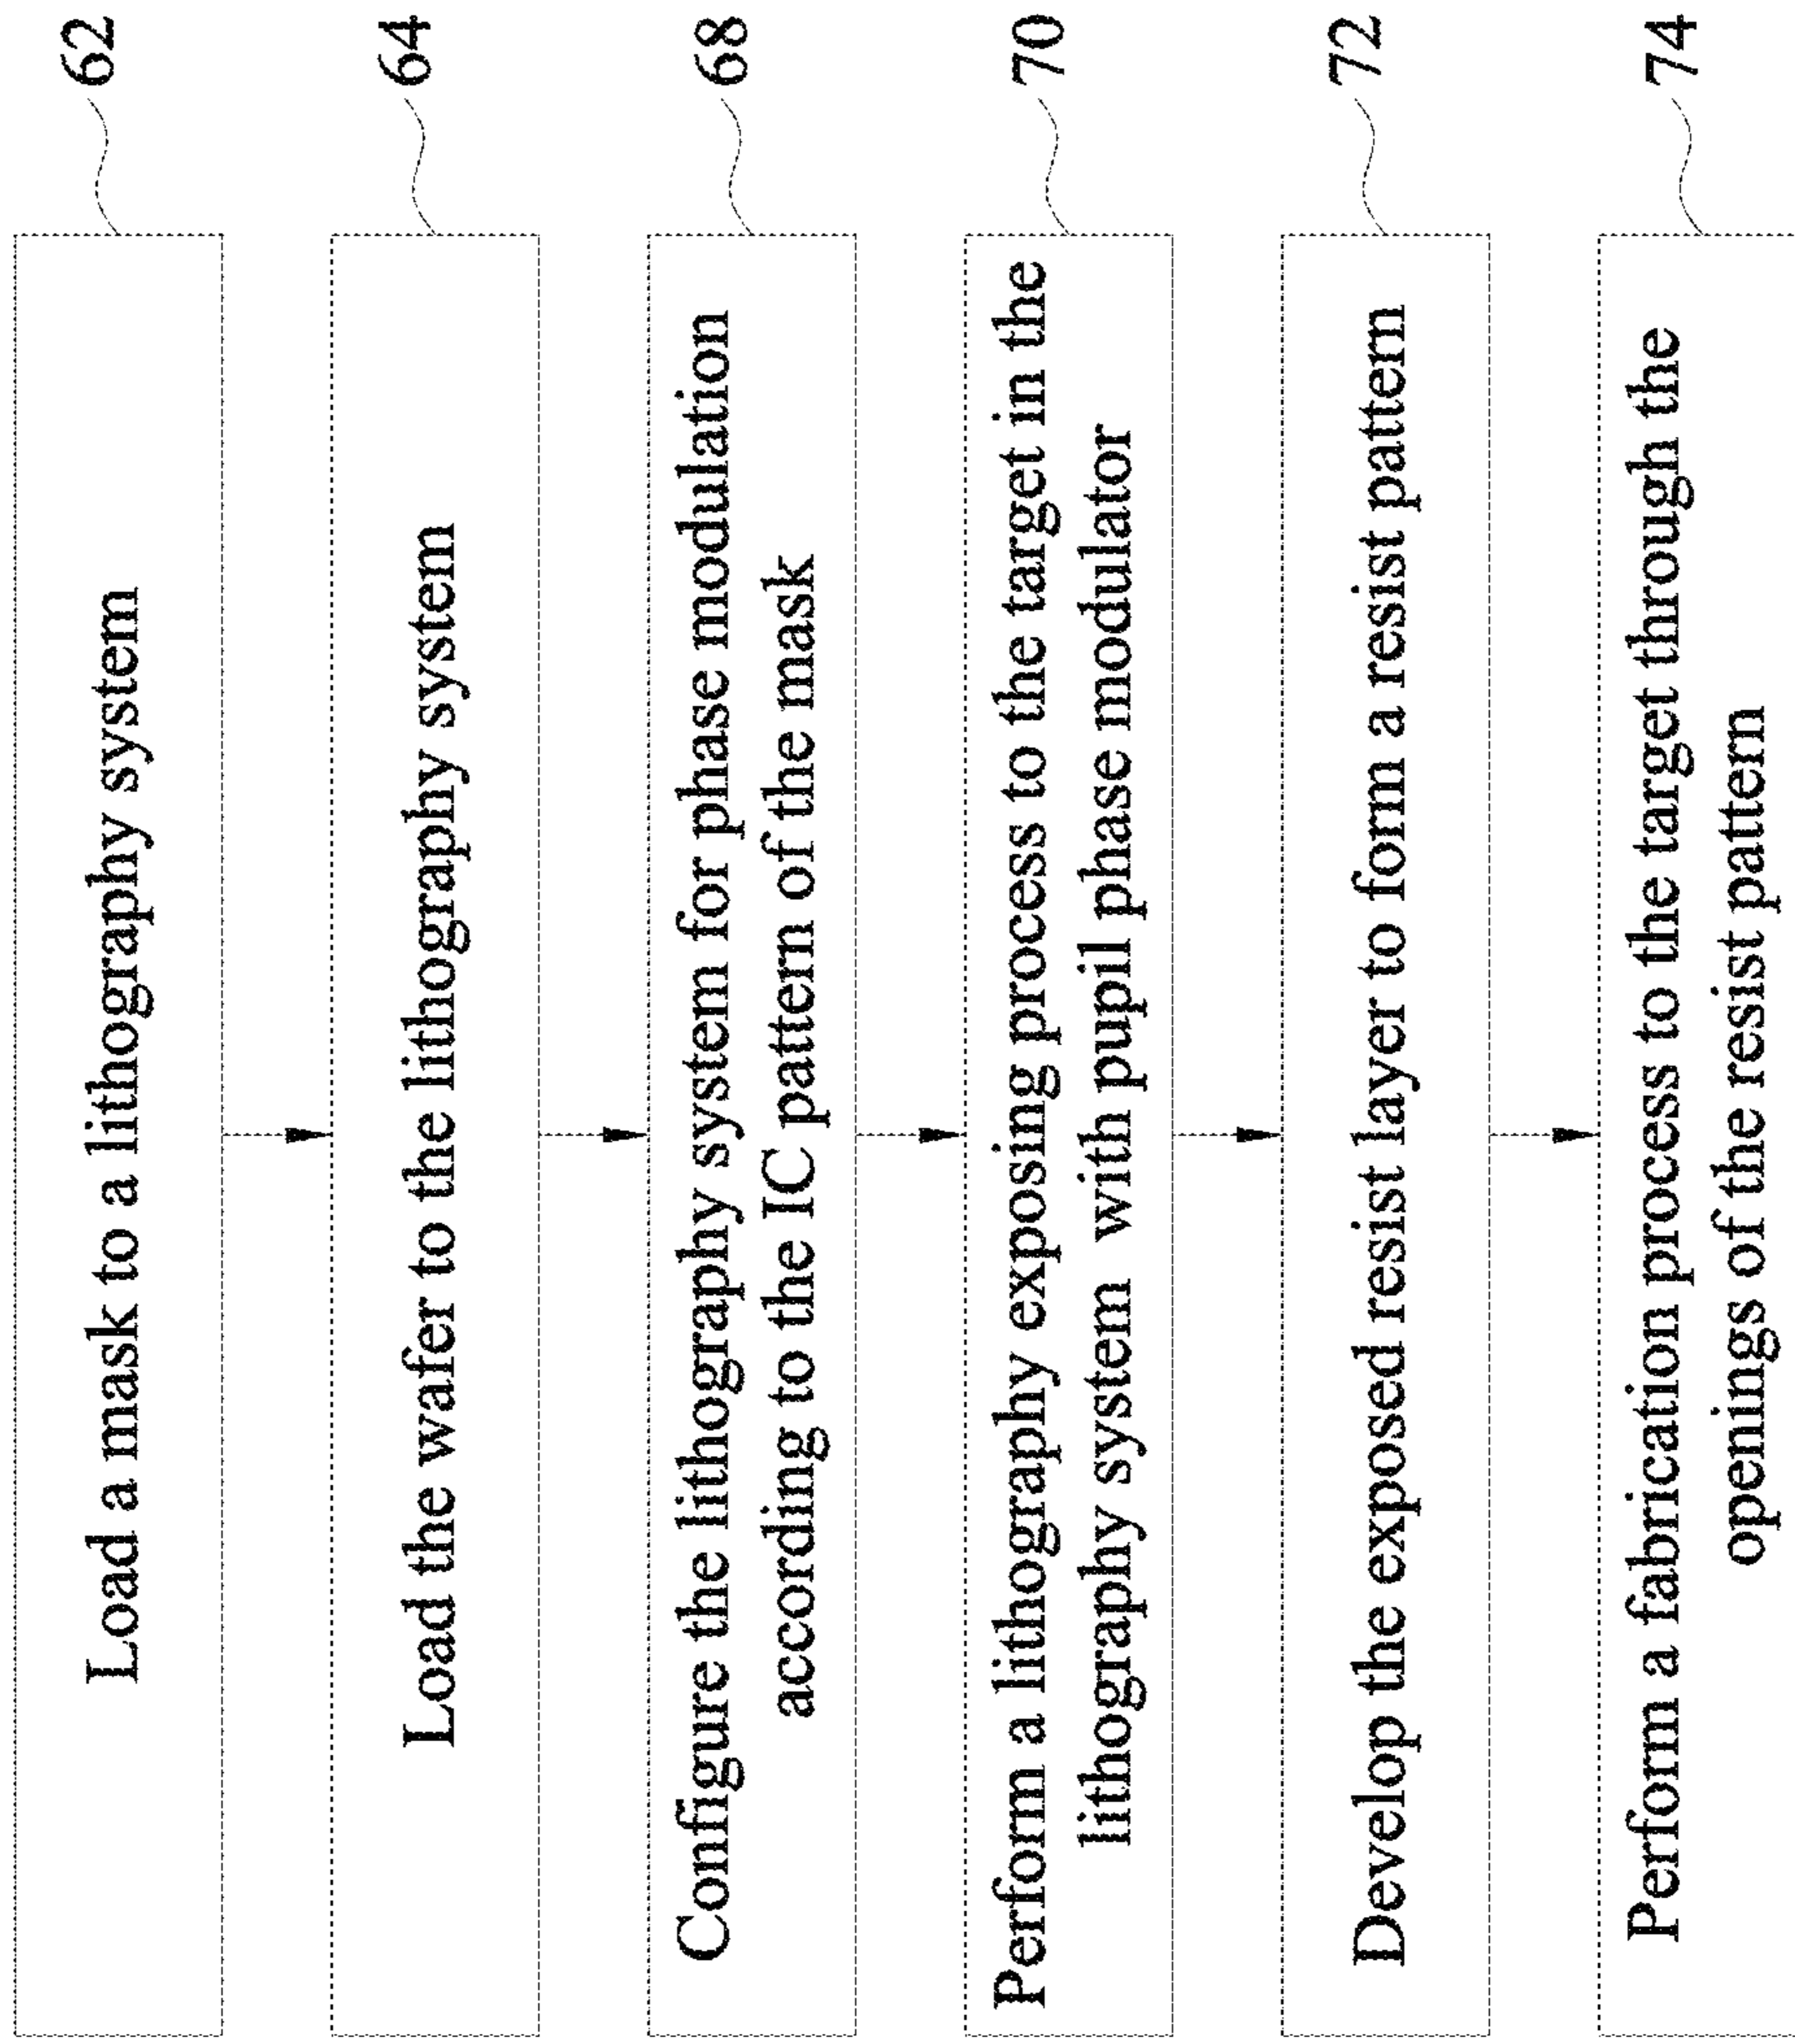 Load a mask to a lithography system
62
Load the wafer to the lithography system
64
Configure the lithography system for phase modulation
according to the IC pattern of the mask
68
Perform a lithography exposing process to the target in the
lithography system with pupil phase modulator
70
Develop the exposed resist layer to form a resist pattern
72
Perform a fabrication process to the target through the
openings of the resist pattern
74